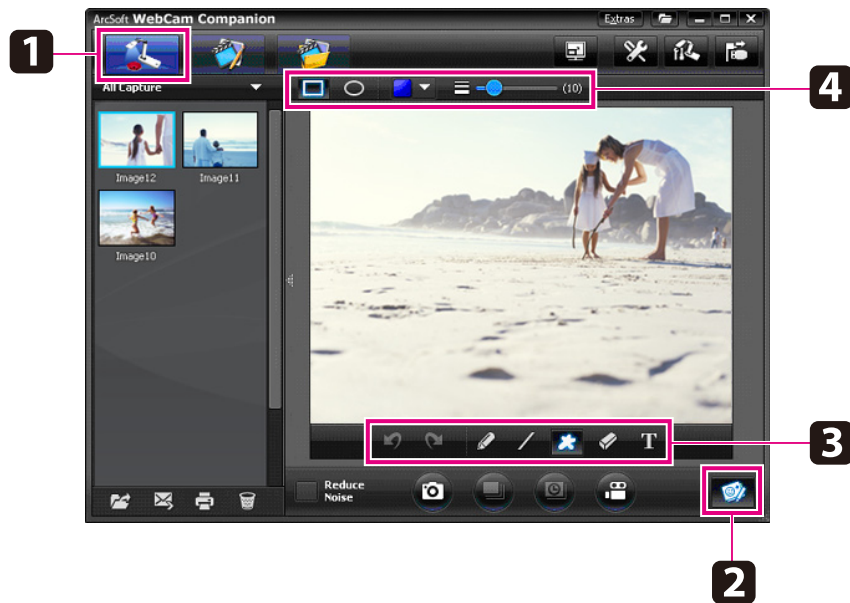 ArcSoft WebCam Companion
Extras
1
All Capture
(10)
4
Image12
Image11
Image10
T
3
Reduce
Noise
2